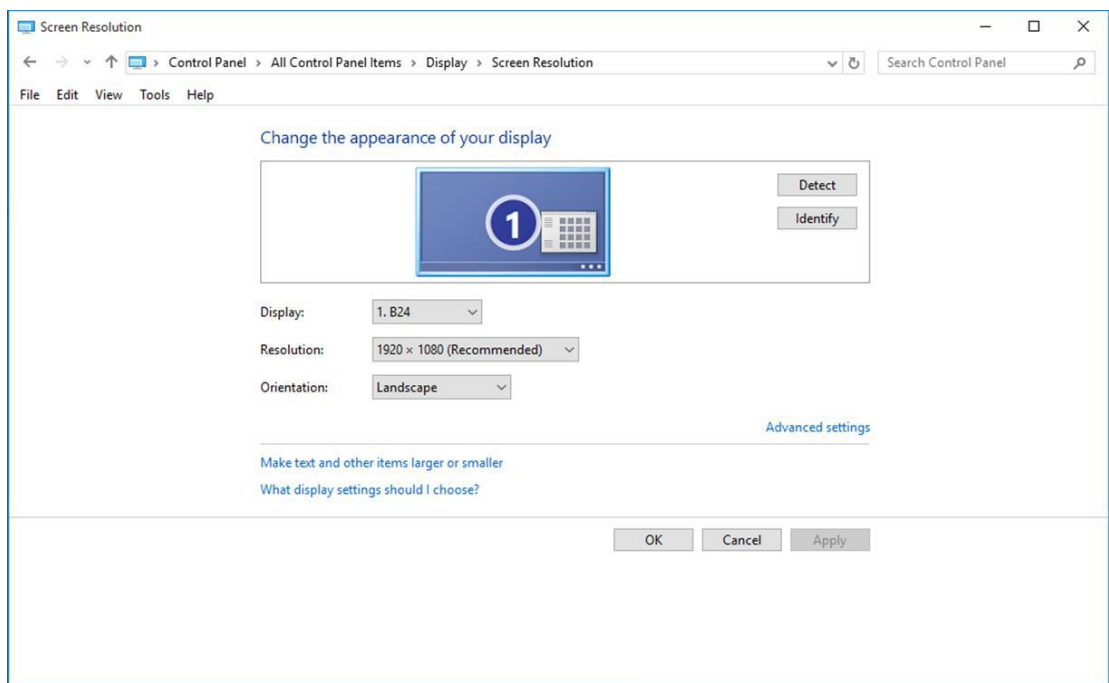 Screen Resolution
Control Panel > All Control Panel Items > Display > Screen Resolution
Search Control Panel
File Edit View Tools Help
Change the appearance of your display
1
Detect
Identify
Display: 1. B24
Resolution: 1920 × 1080 (Recommended)
Orientation: Landscape
Advanced settings
Make text and other items larger or smaller
What display settings should I choose?
OK Cancel Apply